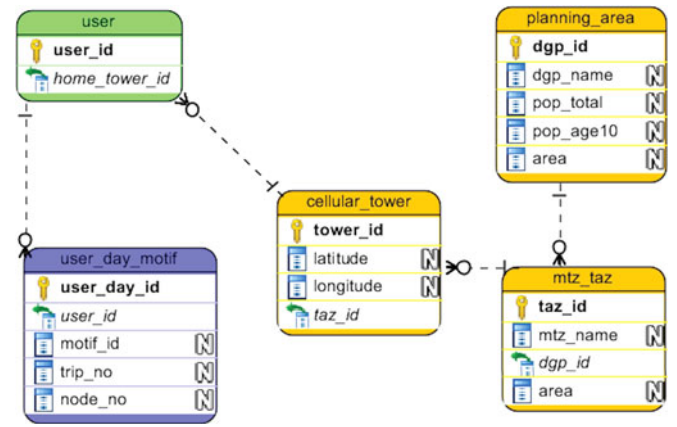 user
user_id
home_tower_id
planning_area
dgp_id
dgp_name N
pop_total N
pop_age10 N
area N
cellular_tower
tower_id
latitude N
longitude N
taz_id
user_day_motif
user_day_id
user_id
motif_id N
trip_no N
node_no N
mtz_taz
taz_id
mtz_name N
dgp_id
area N